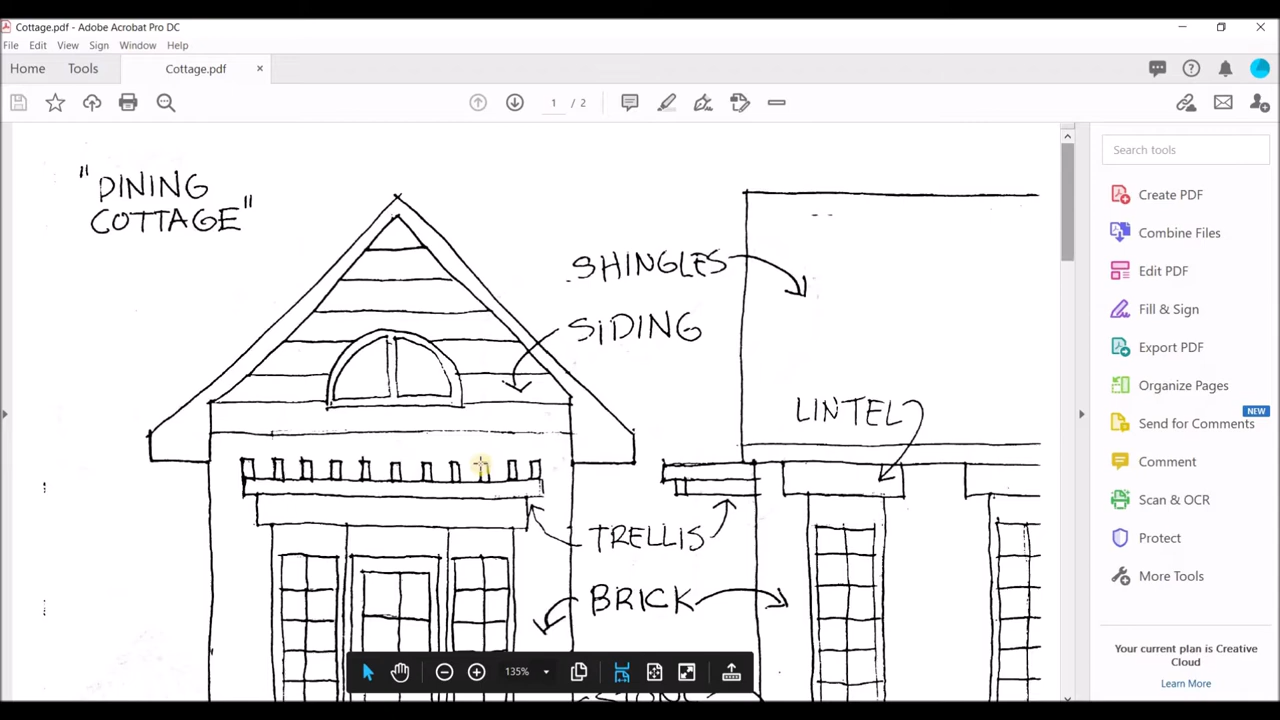 Cottage.pdf - Adobe Acrobat Pro DC
File Edit View Sign Window Help
Home Tools Cottage.pdf ×
1 / 2
"DINING
COTTAGE"
SHINGLES
SIDING
LINTEL
TRELLIS
BRICK
STONE
135%
Search tools
Create PDF
Combine Files
Edit PDF
Fill & Sign
Export PDF
Organize Pages
NEW
Send for Comments
Comment
Scan & OCR
Protect
More Tools
Your current plan is Creative
Cloud
Learn More